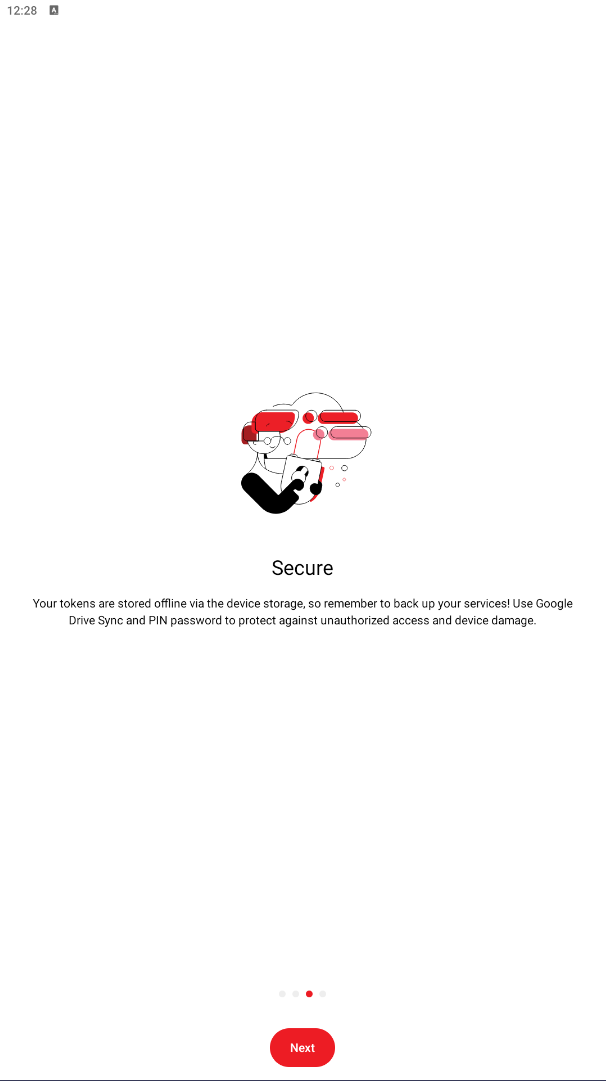 12:28
A
Secure
Your tokens are stored offline via the device storage, so remember to back up your services! Use Google
Drive Sync and PIN password to protect against unauthorized access and device damage.
Next